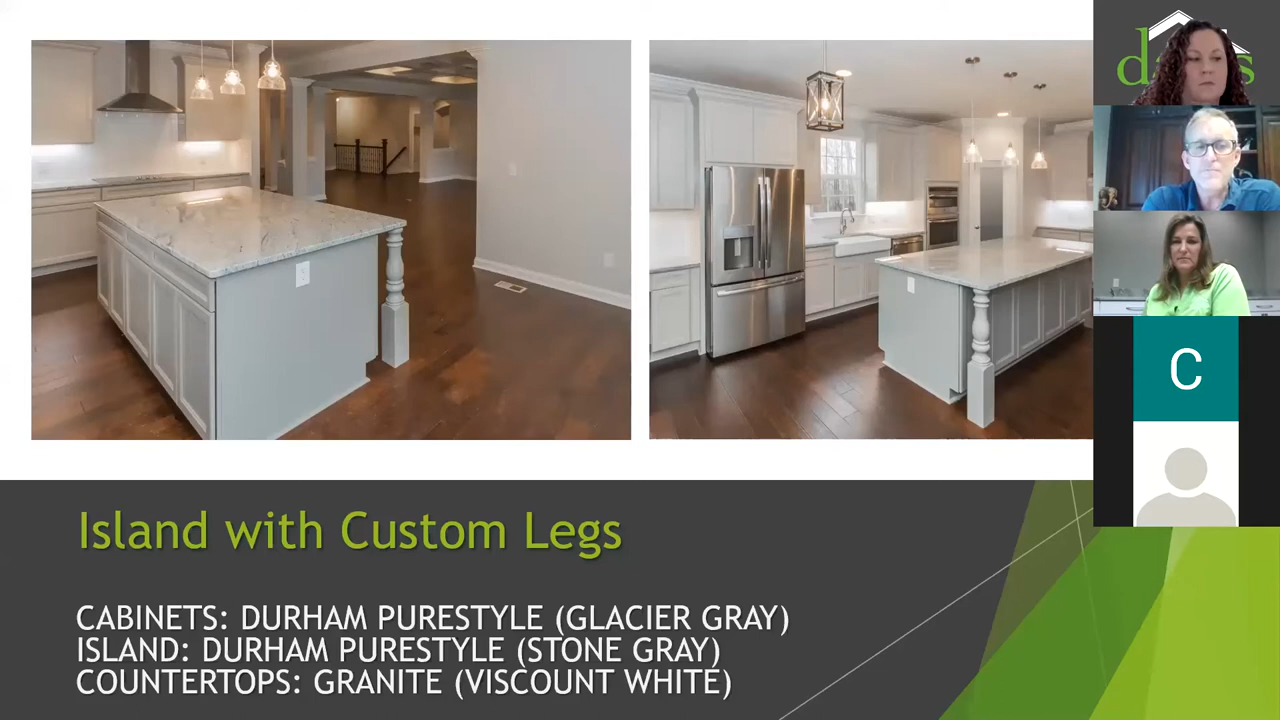 Island with Custom Legs
CABINETS: DURHAM PURESTYLE (GLACIER GRAY)
ISLAND: DURHAM PURESTYLE (STONE GRAY)
COUNTERTOPS: GRANITE (VISCOUNT WHITE)
C